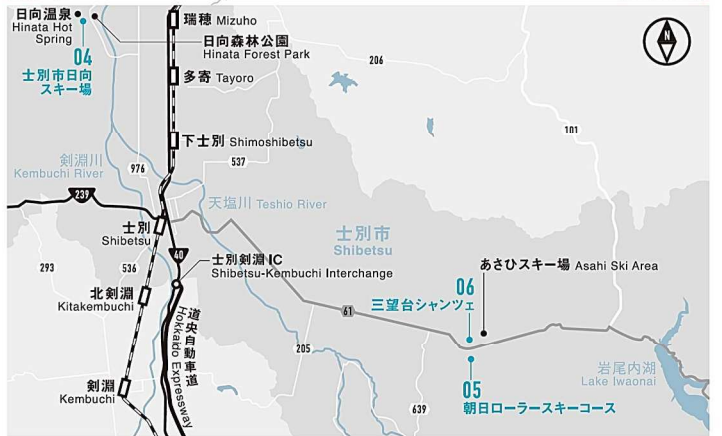 日向温泉
Hinata Hot
Spring
04
士別市日向
スキー場
日向森林公園
Hinata Forest Park
瑞穂 Mizuho
多寄 Tayoro
下士別 Shimoshibetsu
N
206
101
537
976
剣淵川
Kembuchi River
239
天塩川 Teshio River
士別
Shibetsu
士別市
Shibetsu
40
士別剣淵IC
Shibetsu-Kembuchi Interchange
293
536
北剣淵
Kitakembuchi
道央自動車道
Hokkaido Expressway
あさひスキー場 Asahi Ski Area
06
三望台シャンツェ
61
205
剣淵
Kembuchi
05
朝日ローラースキーコース
639
岩尾内湖
Lake Iwaonai